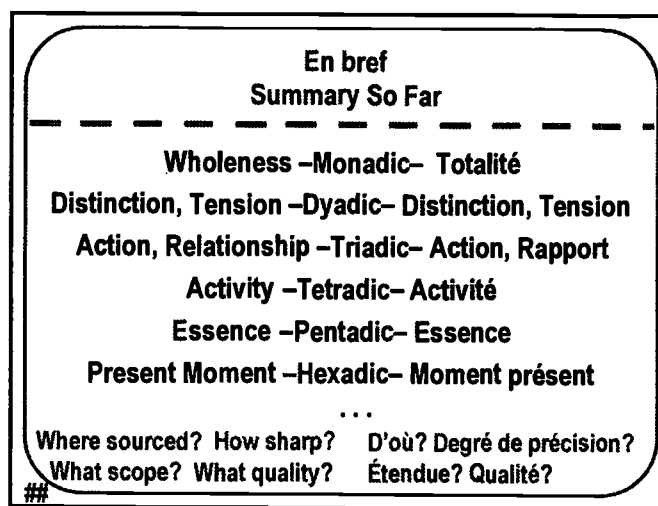 En bref
Summary So Far
Wholeness –Monadic– Totalité
Distinction, Tension –Dyadic– Distinction, Tension
Action, Relationship –Triadic– Action, Rapport
Activity –Tetradic– Activité
Essence –Pentadic– Essence
Present Moment –Hexadic– Moment présent
...
Where sourced? How sharp? D'où? Degré de précision?
What scope? What quality? Étendue? Qualité?
##